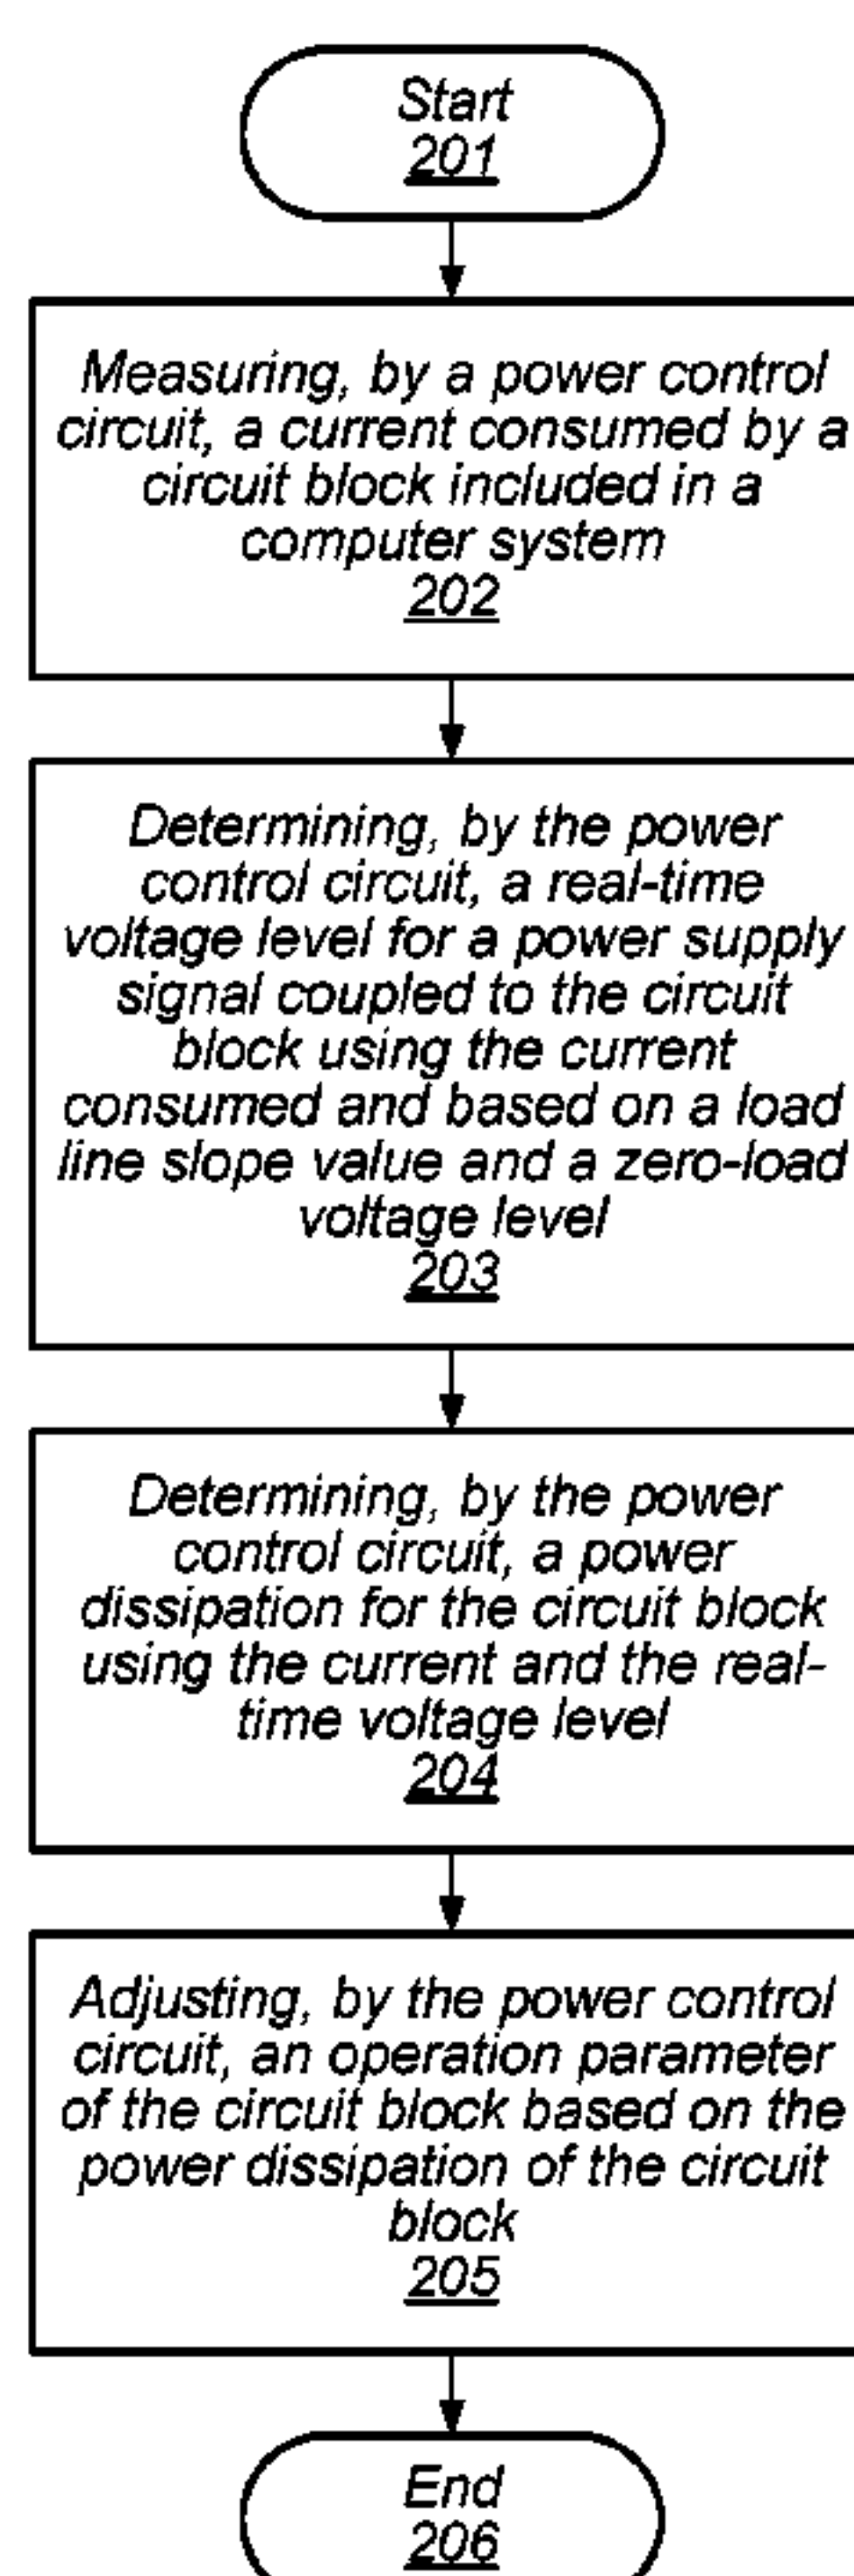 Start
201
Measuring, by a power control
circuit, a current consumed by a
circuit block included in a
computer system
202
Determining, by the power
control circuit, a real-time
voltage level for a power supply
signal coupled to the circuit
block using the current
consumed and based on a load
line slope value and a zero-load
voltage level
203
Determining, by the power
control circuit, a power
dissipation for the circuit block
using the current and the real-
time voltage level
204
Adjusting, by the power control
circuit, an operation parameter
of the circuit block based on the
power dissipation of the circuit
block
205
End
206